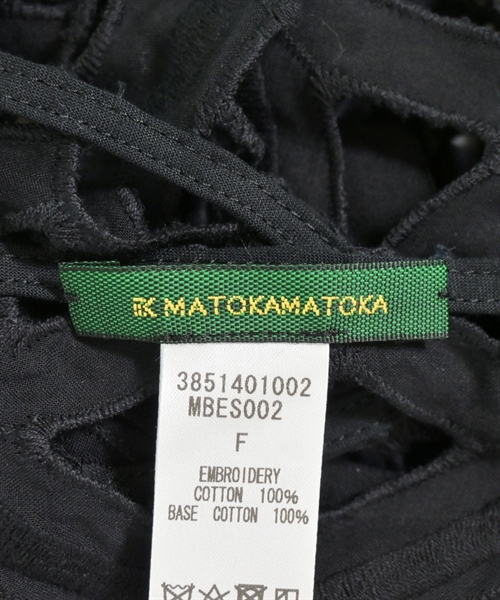 MATOKAMATOKA
3851401002
MBES002
F
EMBROIDERY
COTTON 100%
BASE COTTON 100%